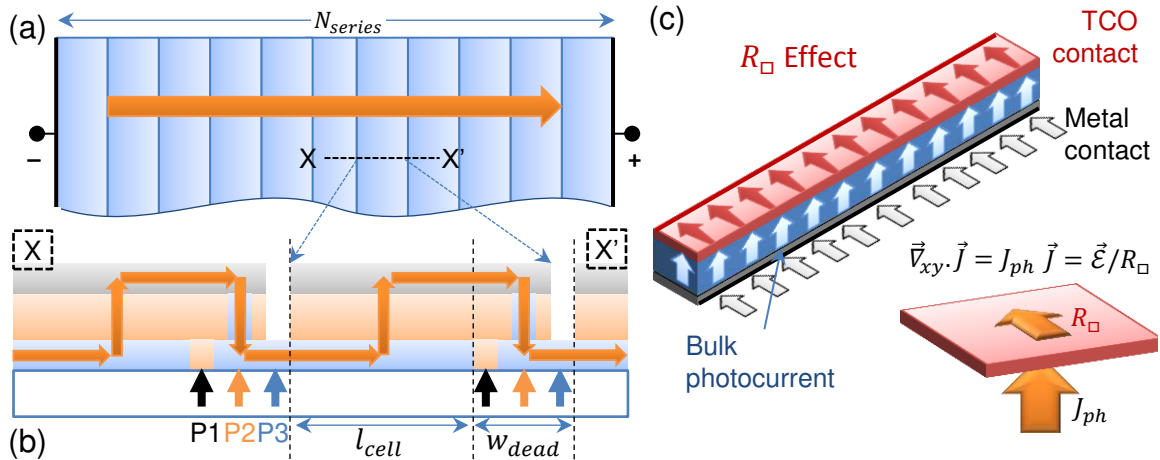 (a)
N_series
X
X'
−
+
X
X'
P1 P2 P3
l_cell
w_dead
(b)
(c)
R_□ Effect
TCO
contact
Metal
contact
Bulk
photocurrent
∇⃗_xy. J⃗ = J_ph J⃗ = ℰ⃗/R_□
R_□
J_ph